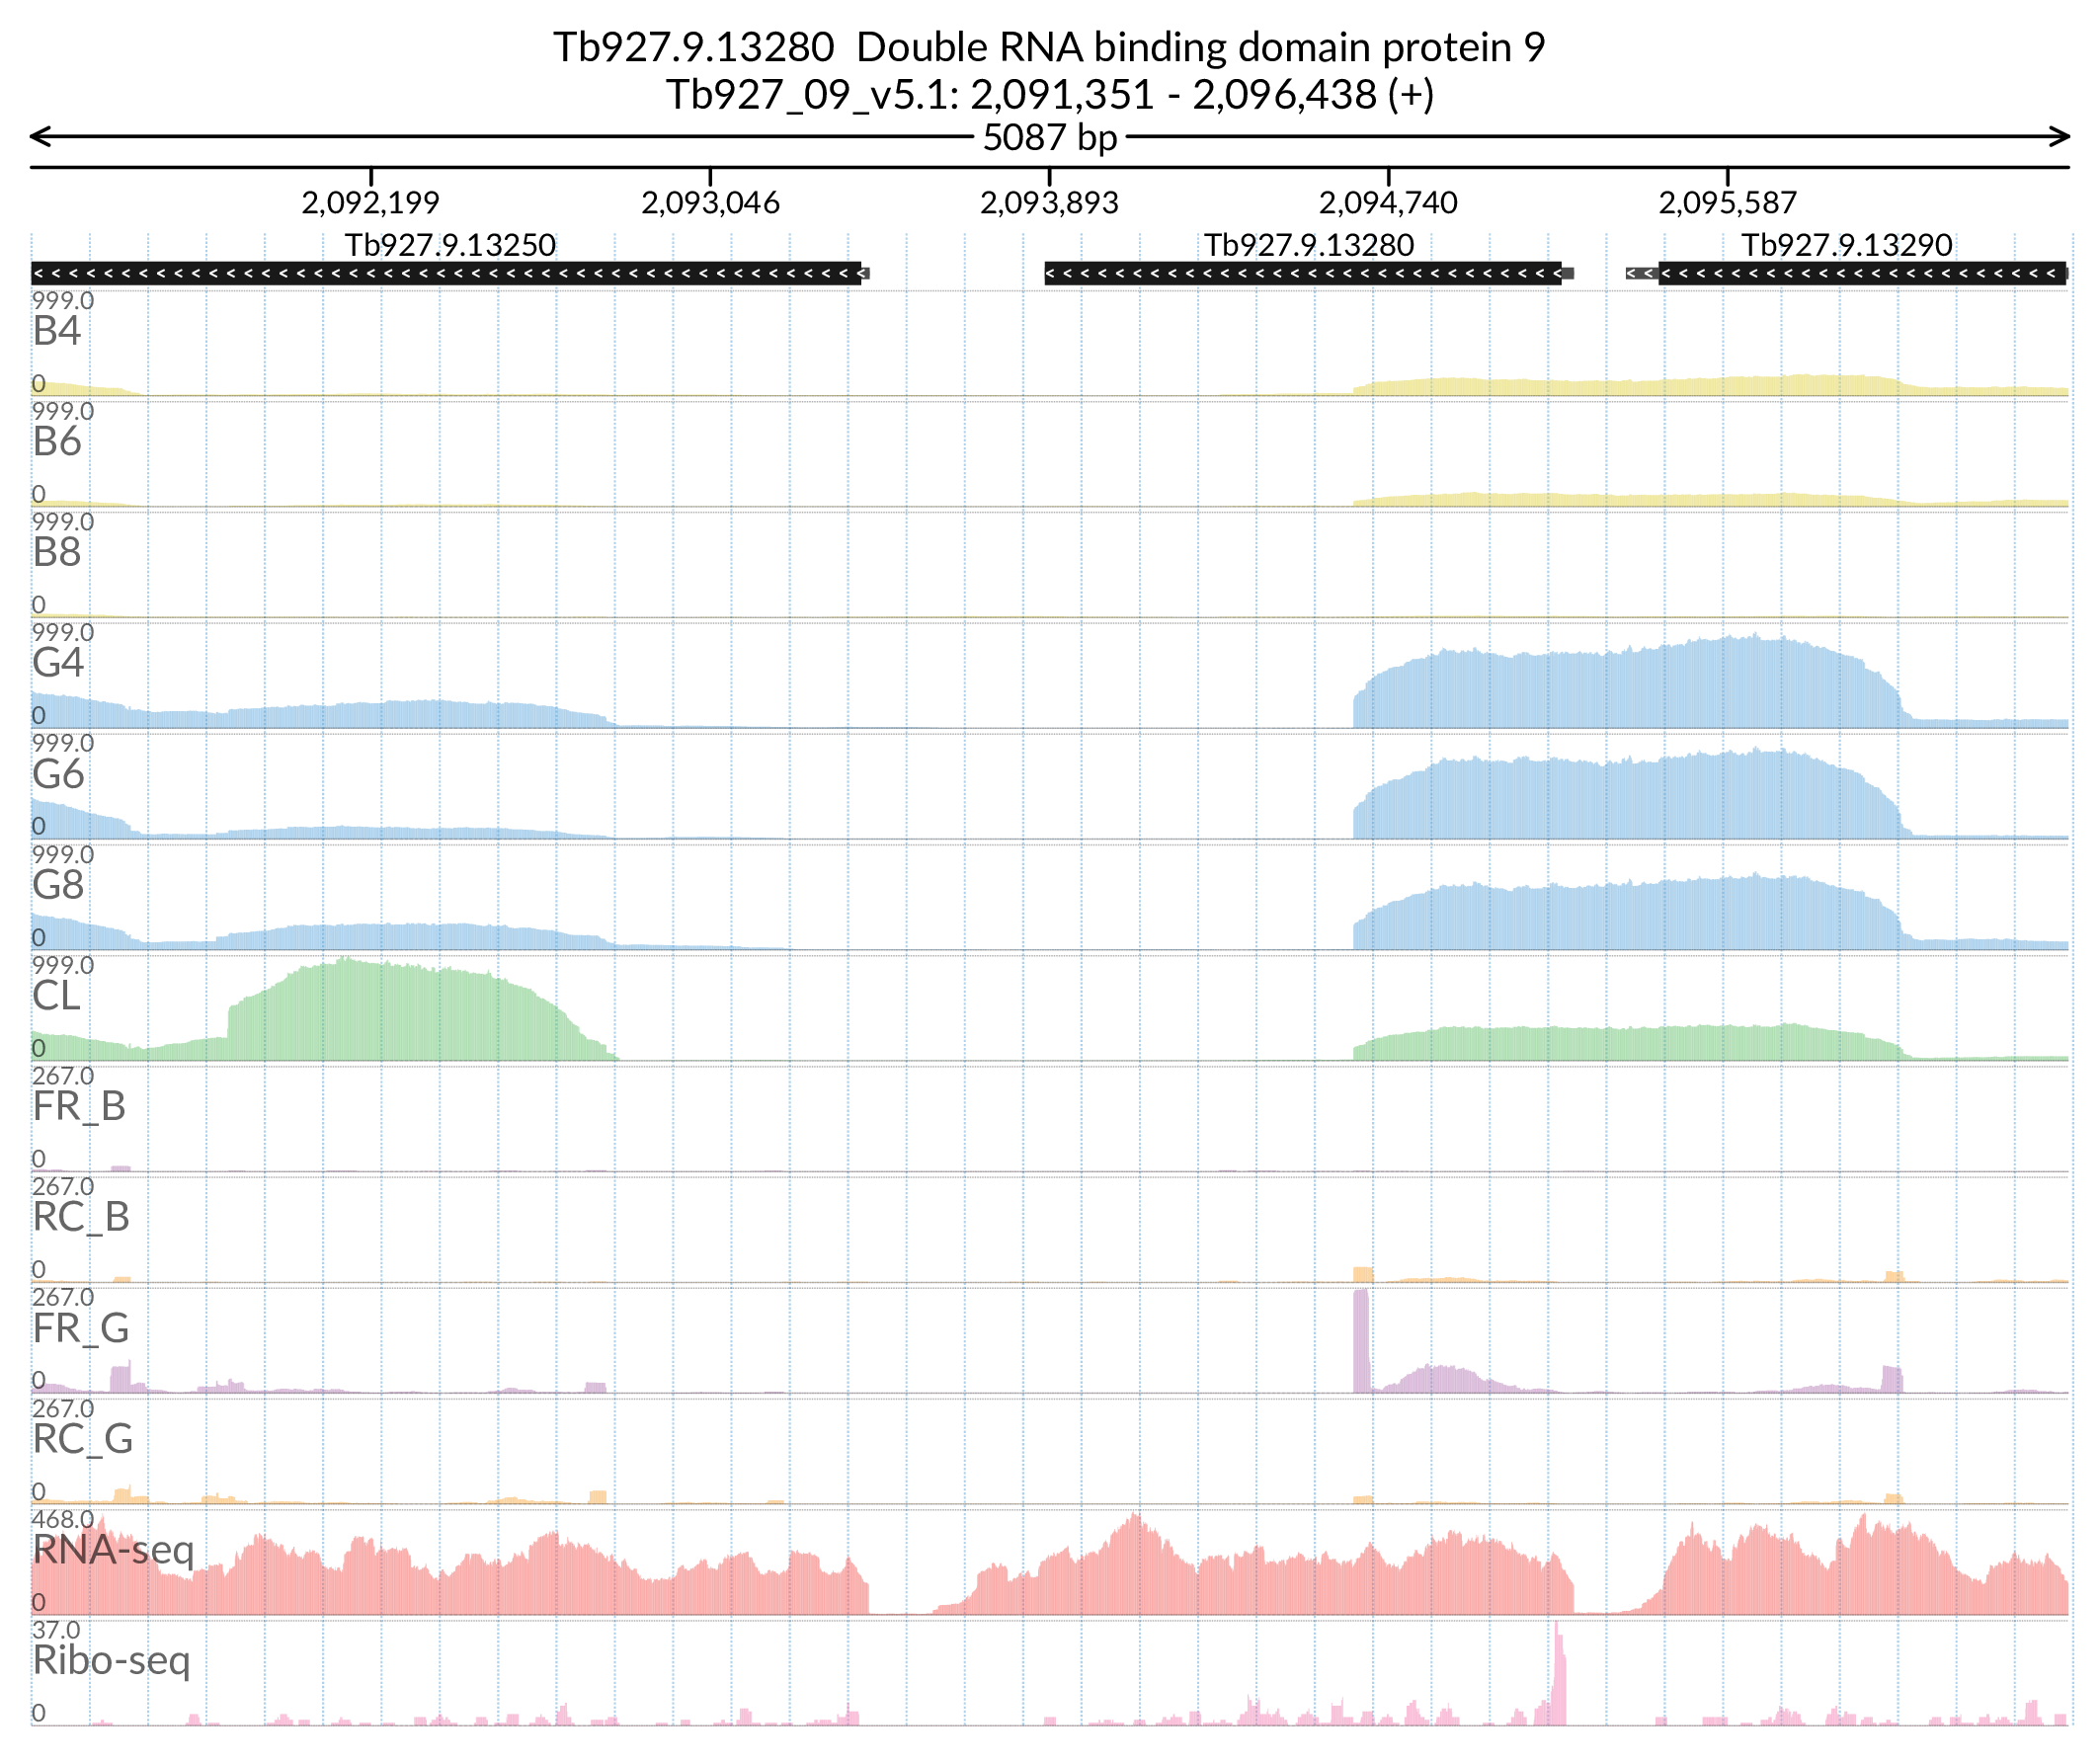 Tb927.9.13280 Double RNA binding domain protein 9
Tb927_09_v5.1: 2,091,351 - 2,096,438 (+)
5087 bp
2,092,199 2,093,046 2,093,893 2,094,740 2,095,587
Tb927.9.13250 Tb927.9.13280 Tb927.9.13290
999.0
B4
0
999.0
B6
0
999.0
B8
0
999.0
G4
0
999.0
G6
0
999.0
G8
0
999.0
CL
0
267.0
FR_B
0
267.0
RC_B
0
267.0
FR_G
0
267.0
RC_G
0
468.0
RNA-seq
0
37.0
Ribo-seq
0